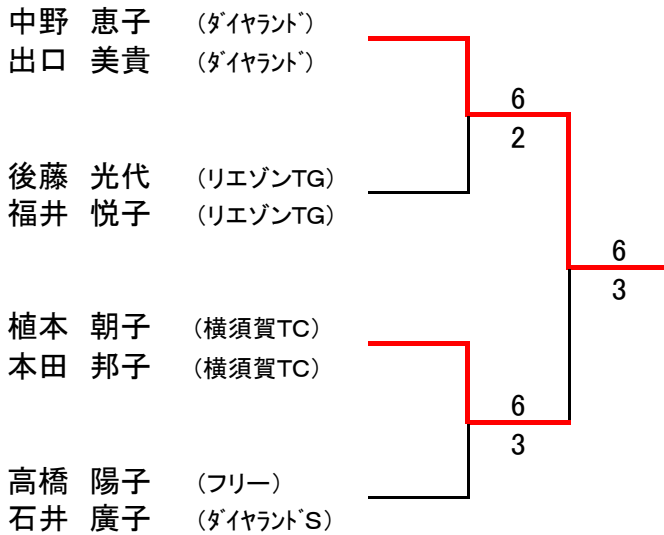 中野 恵子 (ﾀﾞｲﾔﾗﾝﾄﾞ)
出口 美貴 (ﾀﾞｲﾔﾗﾝﾄﾞ)
6
2
後藤 光代 (リエゾンTG)
福井 悦子 (リエゾンTG)
6
3
植本 朝子 (横須賀TC)
本田 邦子 (横須賀TC)
6
3
高橋 陽子 (フリー)
石井 廣子 (ﾀﾞｲﾔﾗﾝﾄﾞS)